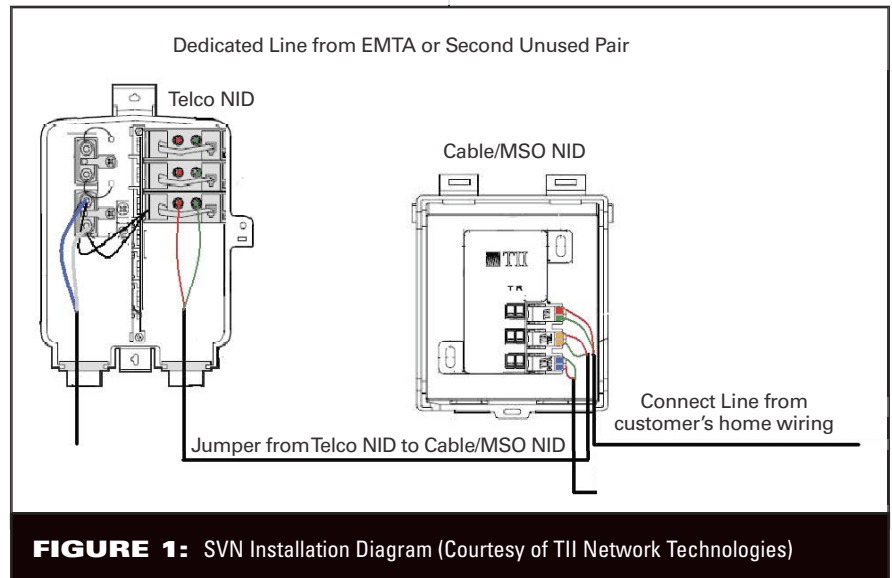 Dedicated Line from EMTA or Second Unused Pair
Telco NID
Cable/MSO NID
TII
T R
Connect Line from
customer's home wiring
Jumper from Telco NID to Cable/MSO NID
FIGURE 1: SVN Installation Diagram (Courtesy of TII Network Technologies)